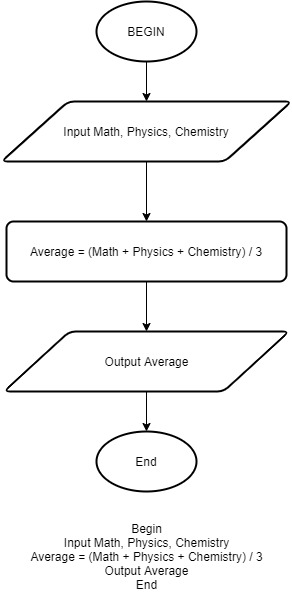 BEGIN
Input Math, Physics, Chemistry
Average = (Math + Physics + Chemistry) / 3
Output Average
End
Begin
Input Math, Physics, Chemistry
Average = (Math + Physics + Chemistry) / 3
Output Average
End